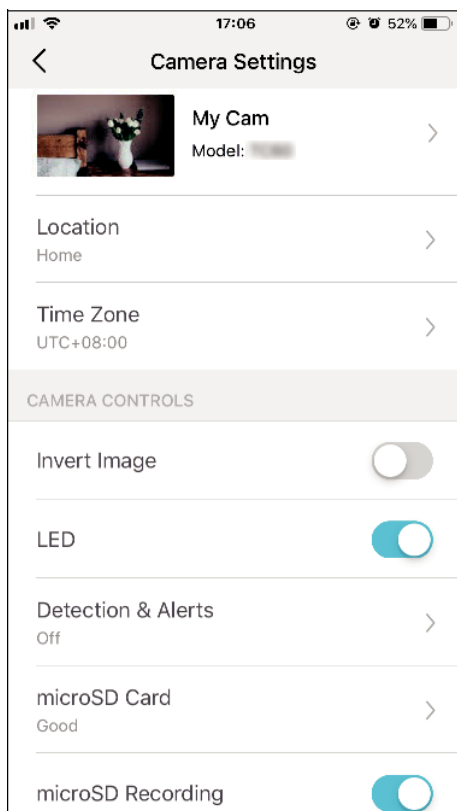 17:06
52%
Camera Settings
My Cam
Model:
Location
Home
Time Zone
UTC+08:00
CAMERA CONTROLS
Invert Image
LED
Detection & Alerts
Off
microSD Card
Good
microSD Recording